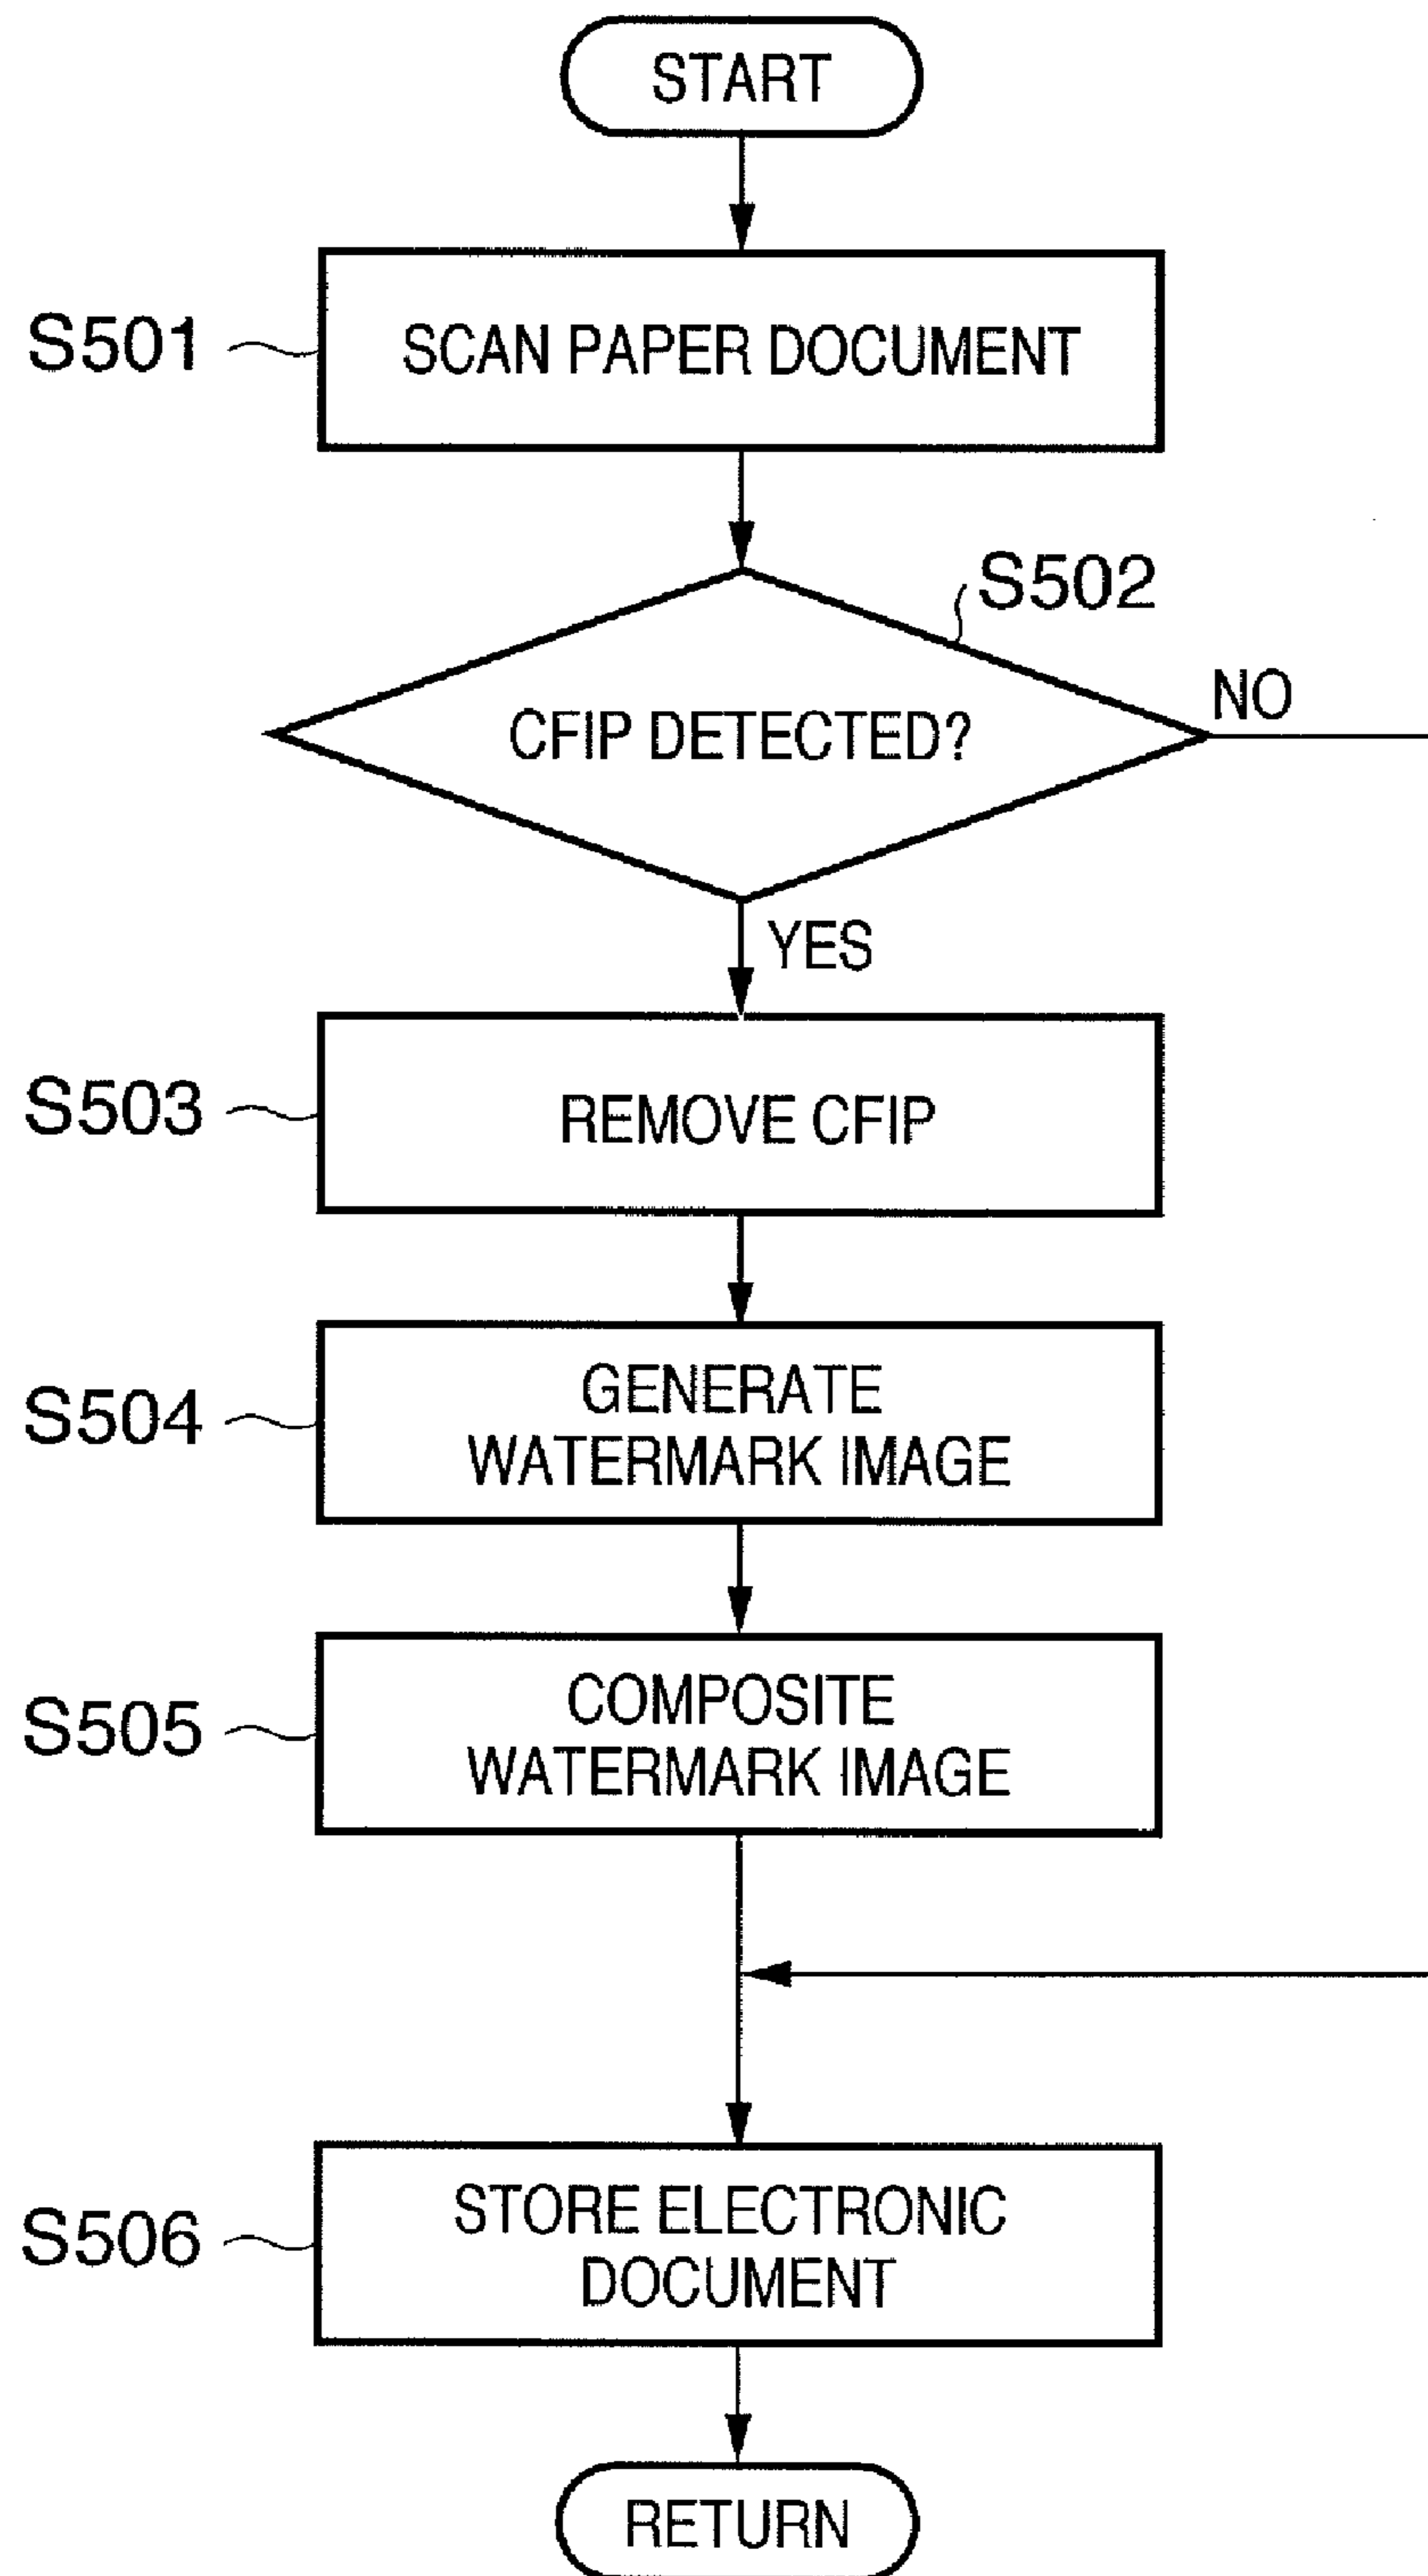 START
S501
SCAN PAPER DOCUMENT
S502
CFIP DETECTED?
NO
YES
S503
REMOVE CFIP
S504
GENERATE
WATERMARK IMAGE
S505
COMPOSITE
WATERMARK IMAGE
S506
STORE ELECTRONIC
DOCUMENT
RETURN